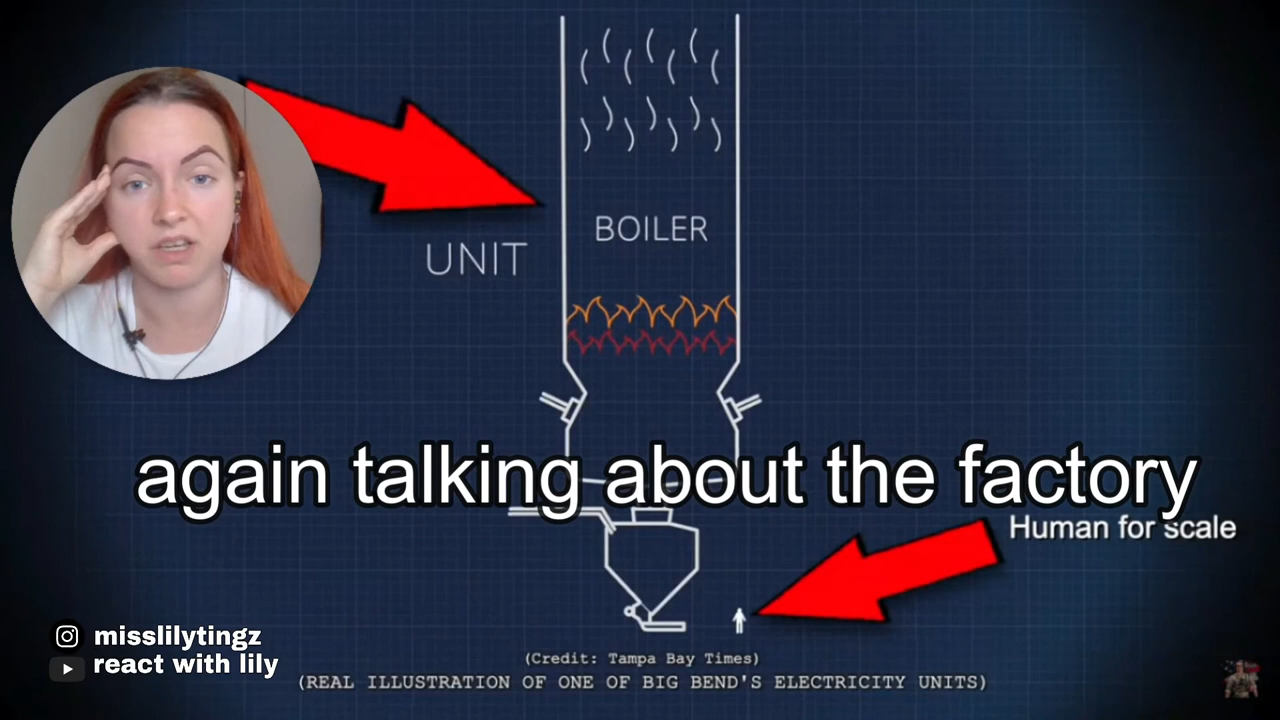 BOILER
UNIT
again talking about the factory
Human for scale
misslilytingz
react with lily
(Credit: Tampa Bay Times)
(REAL ILLUSTRATION OF ONE OF BIG BEND'S ELECTRICITY UNITS)